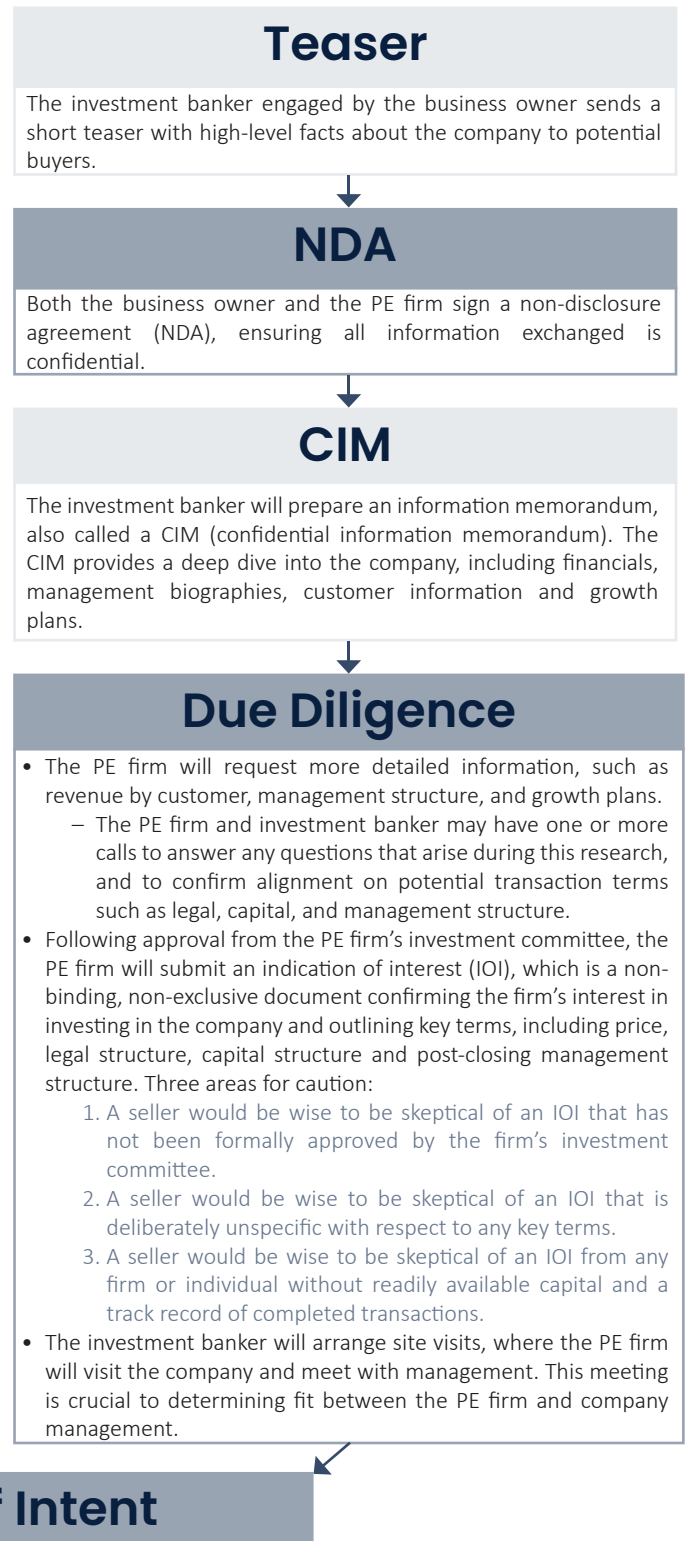 Teaser
The investment banker engaged by the business owner sends a
short teaser with high-level facts about the company to potential
buyers.
NDA
Both the business owner and the PE firm sign a non-disclosure
agreement (NDA), ensuring all information exchanged is
confidential.
CIM
The investment banker will prepare an information memorandum,
also called a CIM (confidential information memorandum). The
CIM provides a deep dive into the company, including financials,
management biographies, customer information and growth
plans.
Due Diligence
• The PE firm will request more detailed information, such as
revenue by customer, management structure, and growth plans.
– The PE firm and investment banker may have one or more
calls to answer any questions that arise during this research,
and to confirm alignment on potential transaction terms
such as legal, capital, and management structure.
• Following approval from the PE firm’s investment committee, the
PE firm will submit an indication of interest (IOI), which is a non-
binding, non-exclusive document confirming the firm’s interest in
investing in the company and outlining key terms, including price,
legal structure, capital structure and post-closing management
structure. Three areas for caution:
1. A seller would be wise to be skeptical of an IOI that has
not been formally approved by the firm’s investment
committee.
2. A seller would be wise to be skeptical of an IOI that is
deliberately unspecific with respect to any key terms.
3. A seller would be wise to be skeptical of an IOI from any
firm or individual without readily available capital and a
track record of completed transactions.
• The investment banker will arrange site visits, where the PE firm
will visit the company and meet with management. This meeting
is crucial to determining fit between the PE firm and company
management.
Intent